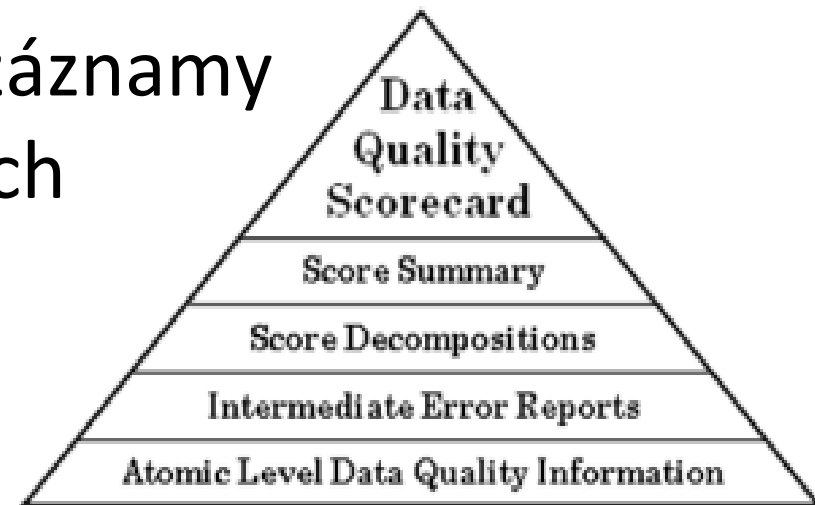 záznamy
ch
Data
Quality
Scorecard
Score Summary
Score Decompositions
Intermediate Error Reports
Atomic Level Data Quality Information